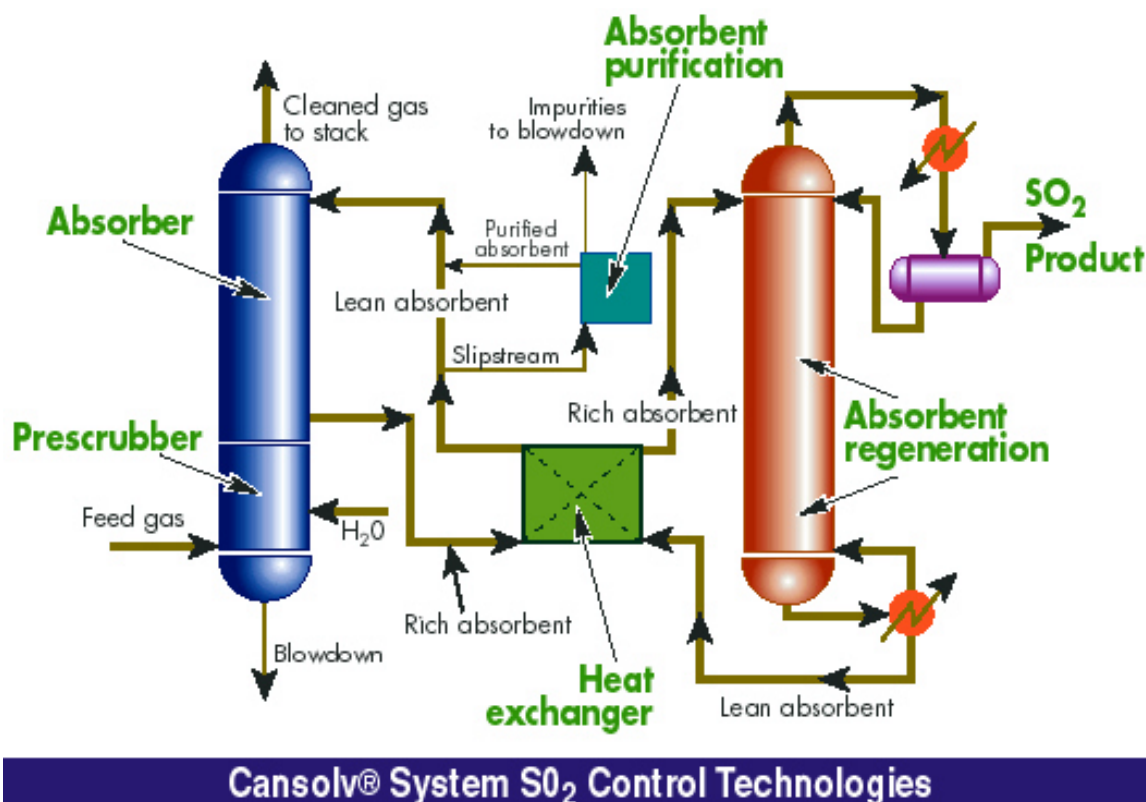 Absorbent
purification
Cleaned gas
to stack
Impurities
to blowdown
Absorber
Purified
absorbent
SO₂
Product
Lean absorbent
Slipstream
Rich absorbent
Prescrubber
Absorbent
regeneration
Feed gas
H₂0
Rich absorbent
Blowdown
Heat
exchanger
Lean absorbent
Cansolv® System S0₂ Control Technologies